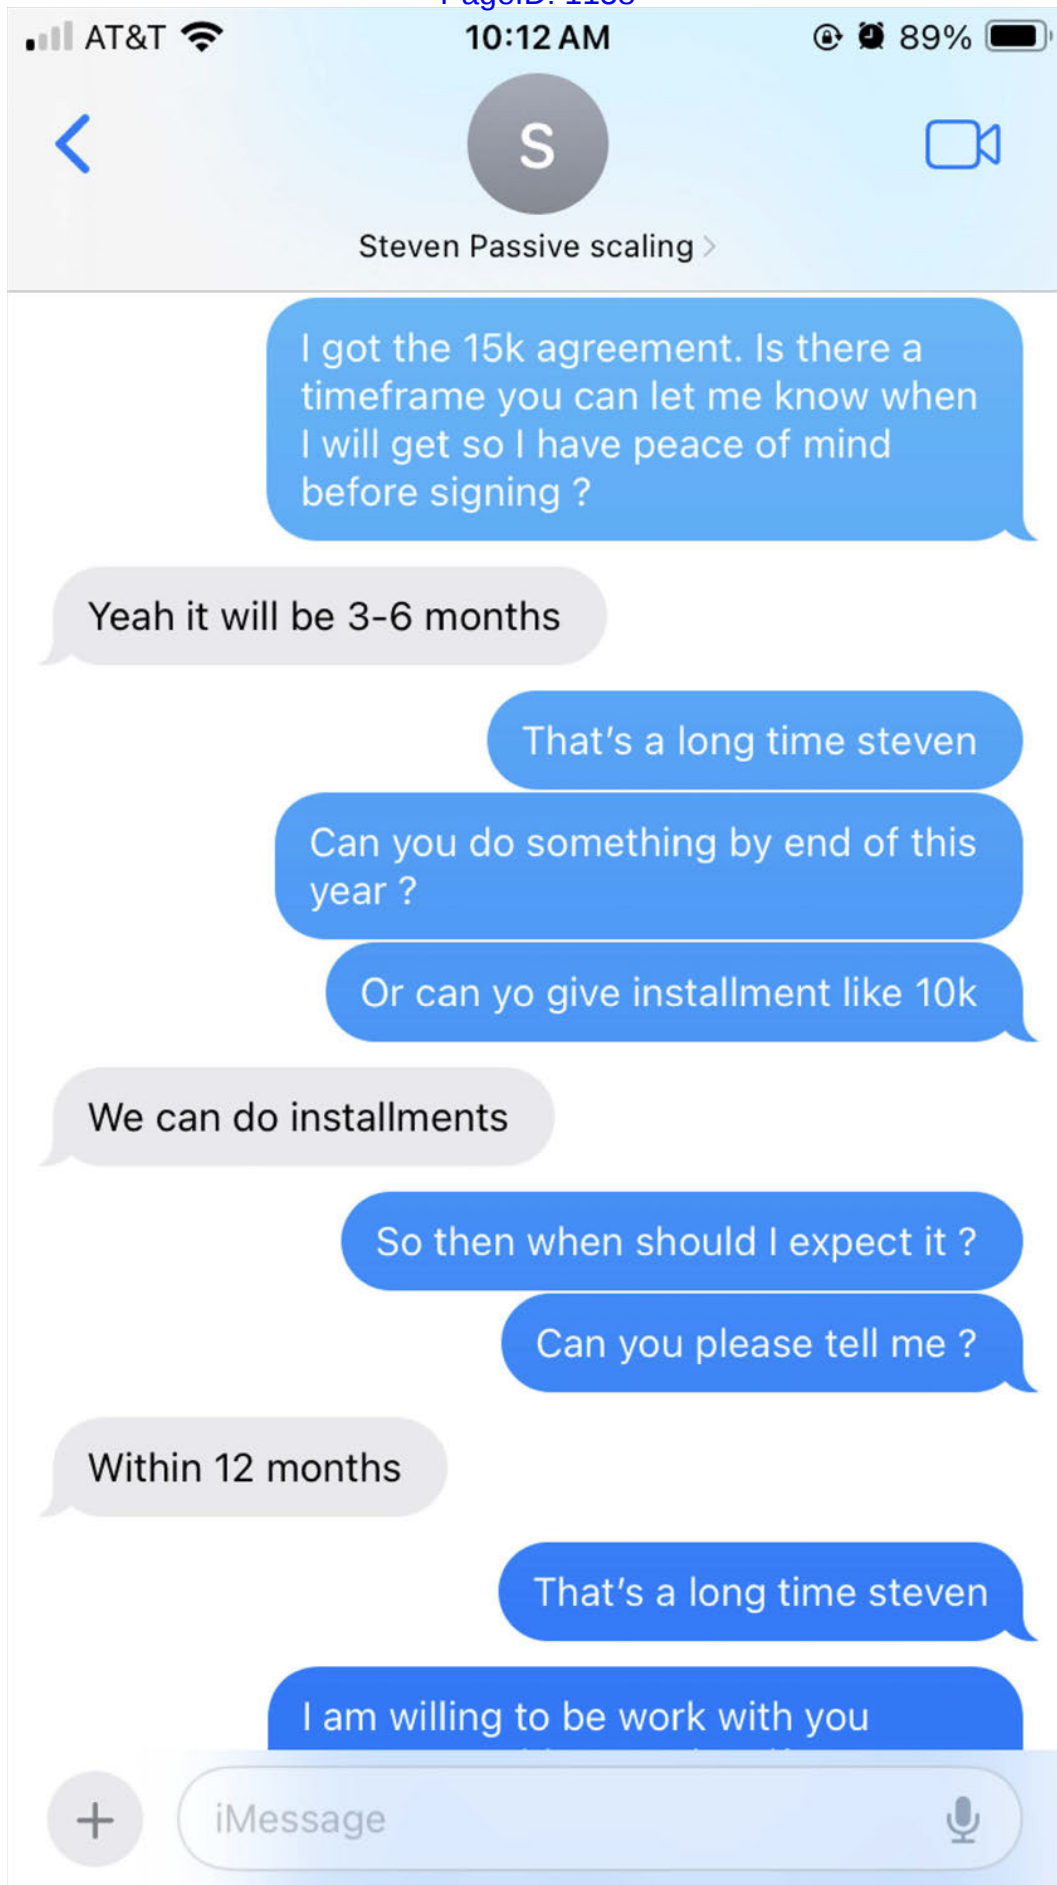 AT&T
10:12 AM
89%
S
Steven Passive scaling
I got the 15k agreement. Is there a
timeframe you can let me know when
I will get so I have peace of mind
before signing ?
Yeah it will be 3-6 months
That's a long time steven
Can you do something by end of this
year ?
Or can yo give installment like 10k
We can do installments
So then when should I expect it ?
Can you please tell me ?
Within 12 months
That's a long time steven
I am willing to be work with you
iMessage